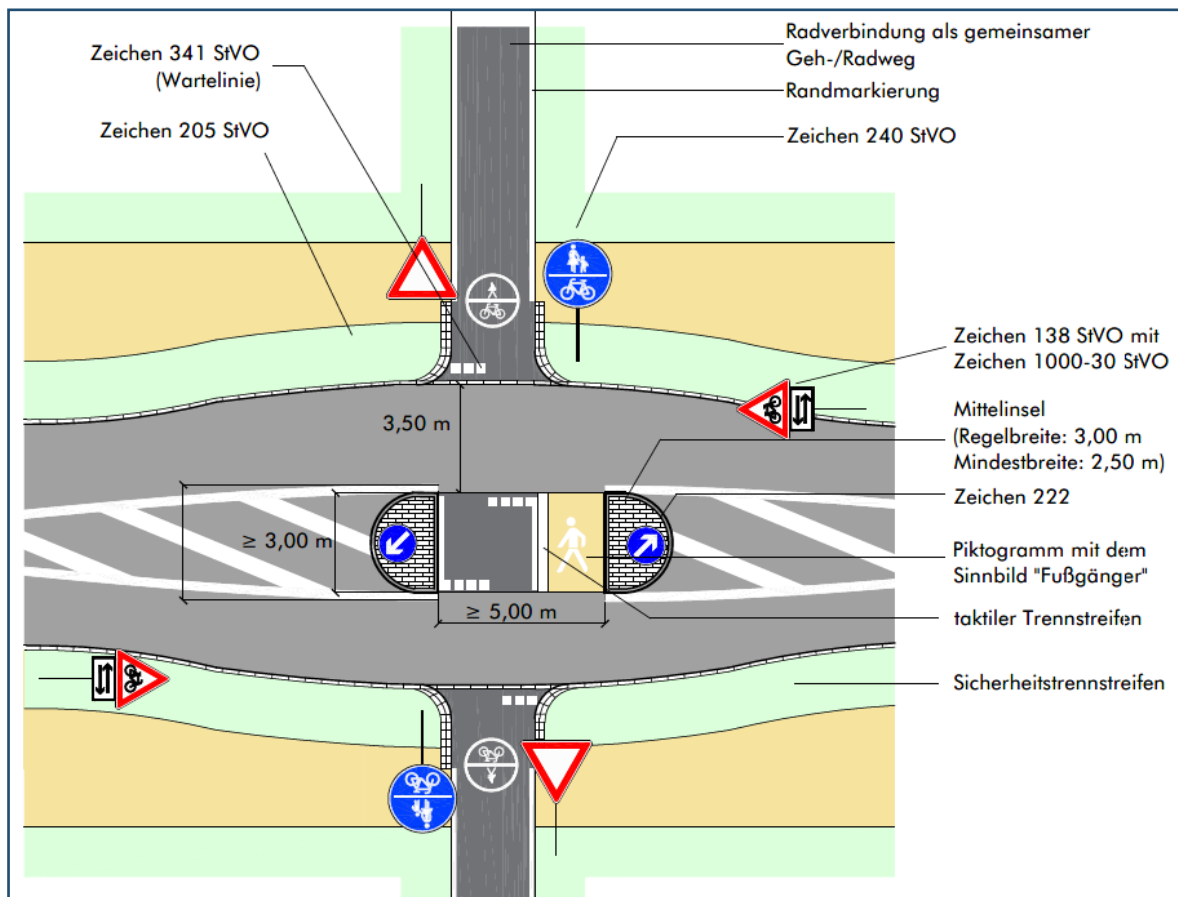 Zeichen 341 StVO
(Wartelinie)
Zeichen 205 StVO
Radverbindung als gemeinsamer
Geh-/Radweg
Randmarkierung
Zeichen 240 StVO
Zeichen 138 StVO mit
Zeichen 1000-30 StVO
3,50 m
Mittelinsel
(Regelbreite: 3,00 m
Mindestbreite: 2,50 m)
Zeichen 222
≥ 3,00 m
Piktogramm mit dem
Sinnbild "Fußgänger"
≥ 5,00 m
taktiler Trennstreifen
Sicherheitstrennstreifen